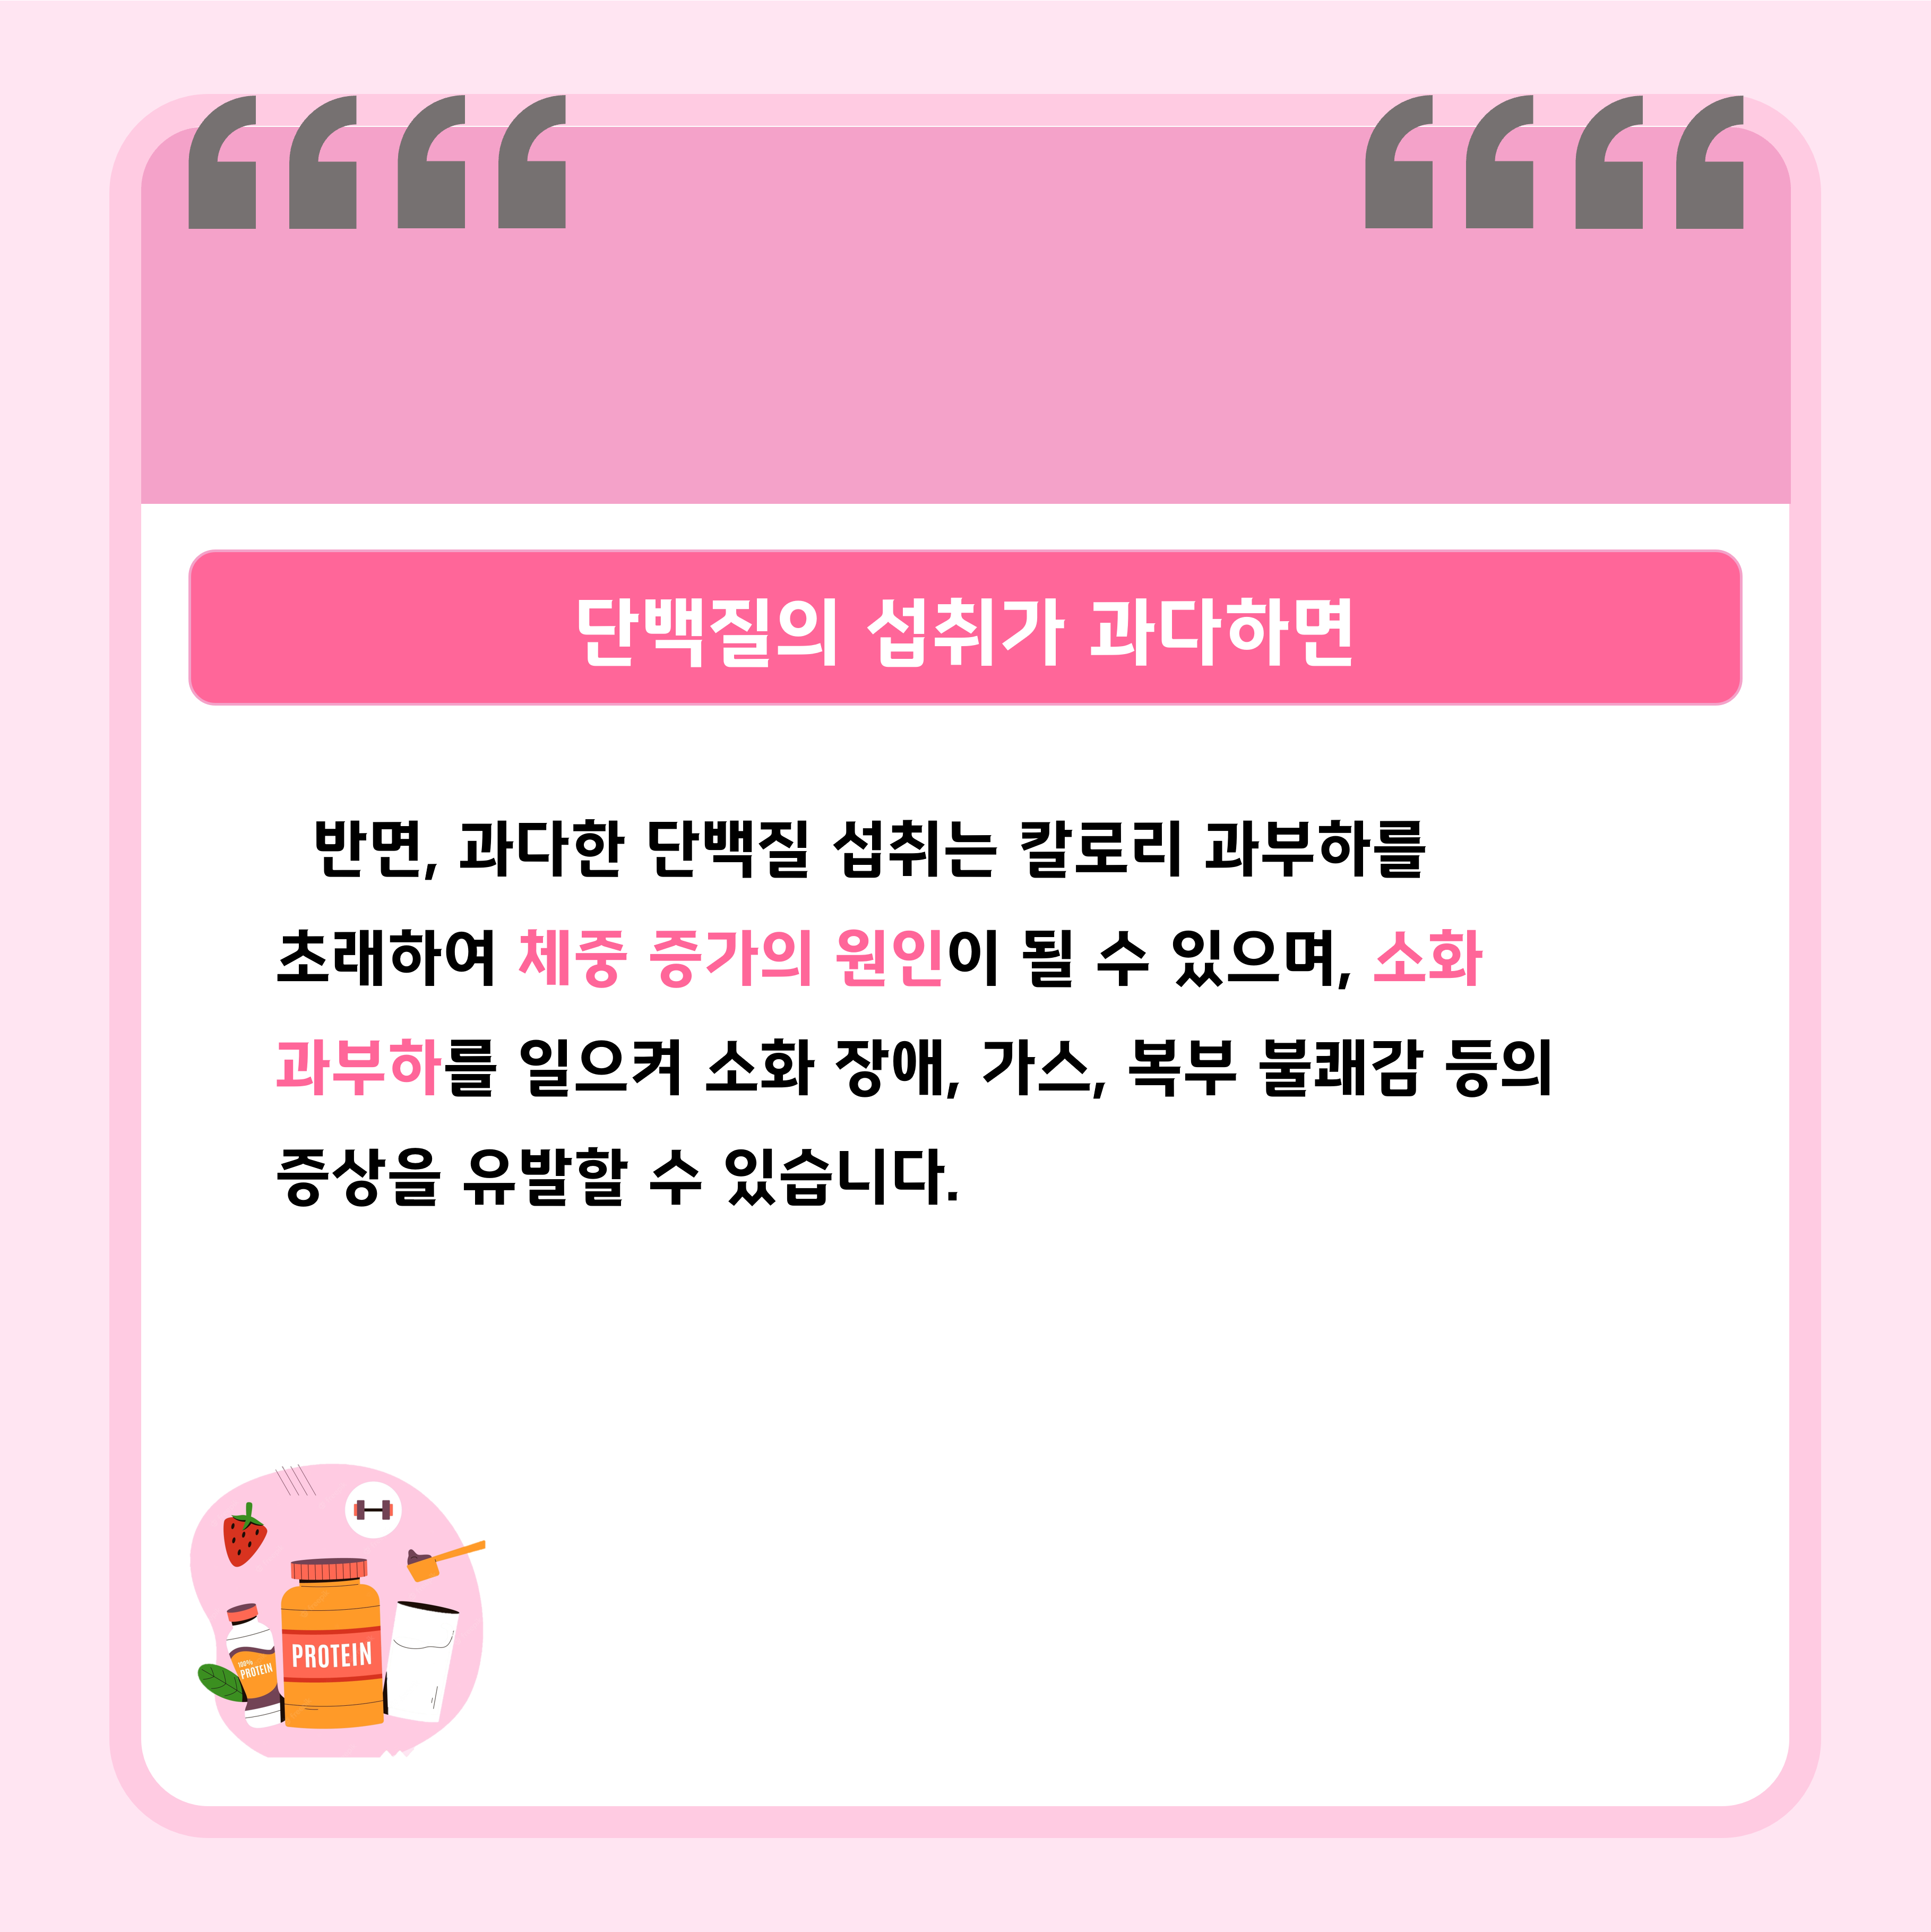 단백질의 섭취가 과다하면
반면, 과다한 단백질 섭취는 칼로리 과부하를
초래하여 체중 증가의 원인이 될 수 있으며, 소화
과부하를 일으켜 소화 장애, 가스, 복부 불쾌감 등의
증상을 유발할 수 있습니다.
PROTEIN
100%
PROTEIN